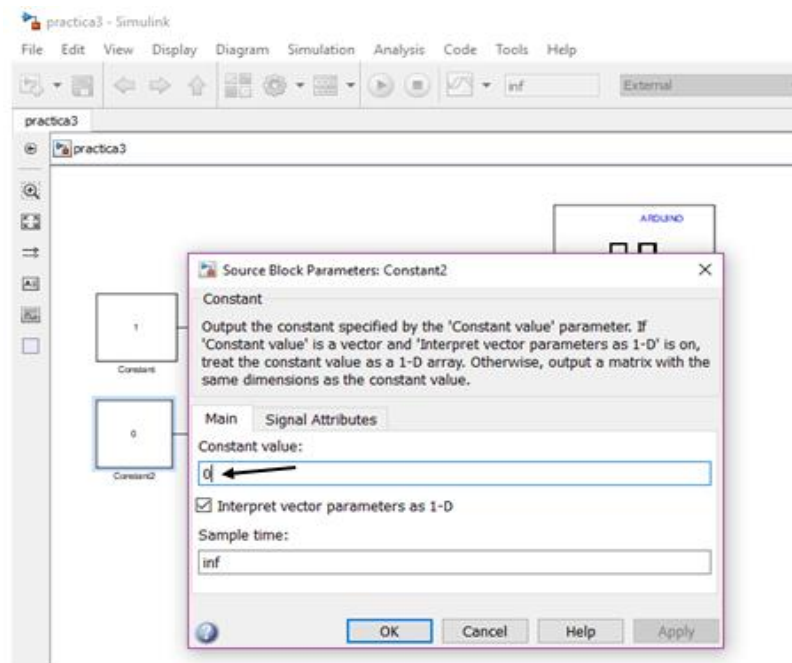 practica3 - Simulink
File Edit View Display Diagram Simulation Analysis Code Tools Help
inf External
practica3
practica3
ARDUINO
1
Constant
0
Constant2
Source Block Parameters: Constant2
Constant
Output the constant specified by the 'Constant value' parameter. If
'Constant value' is a vector and 'Interpret vector parameters as 1-D' is on,
treat the constant value as a 1-D array. Otherwise, output a matrix with the
same dimensions as the constant value.
Main Signal Attributes
Constant value:
0
Interpret vector parameters as 1-D
Sample time:
inf
OK Cancel Help Apply